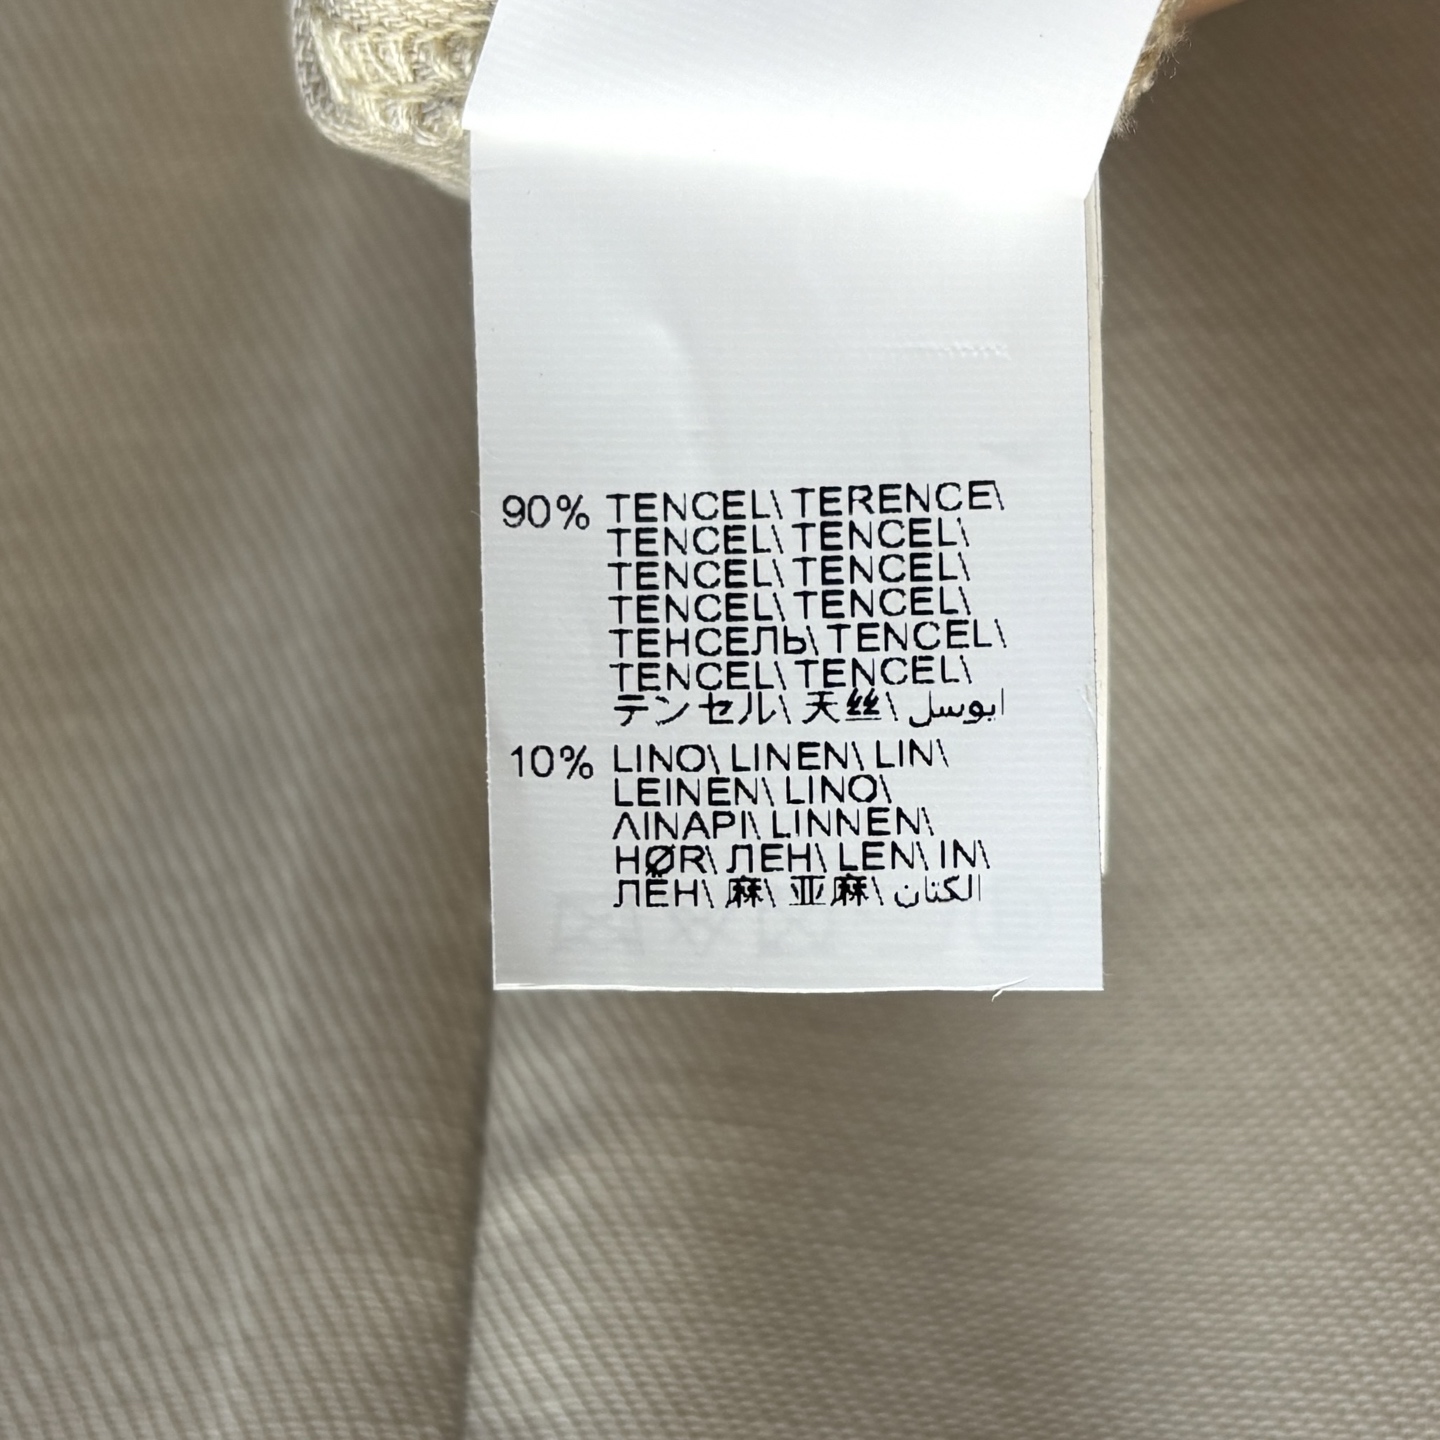 90% TENCEL\ TERENCE\
TENCEL\ TENCEL\
TENCEL\ TENCEL\
TENCEL\ TENCEL\
ТЕНСЕЛЬ\ TENCEL\
TENCEL\ TENCEL\
テンセル\ 天丝\ ابوسل
10% LINO\ LINEN\ LIN\
LEINEN\ LINO\
ΛΙΝΑΡΙ\ LINNEN\
HØR\ ЛЕН\ LEN\ IN\
ЛЁН\ 麻\ 亚麻\ الكتان